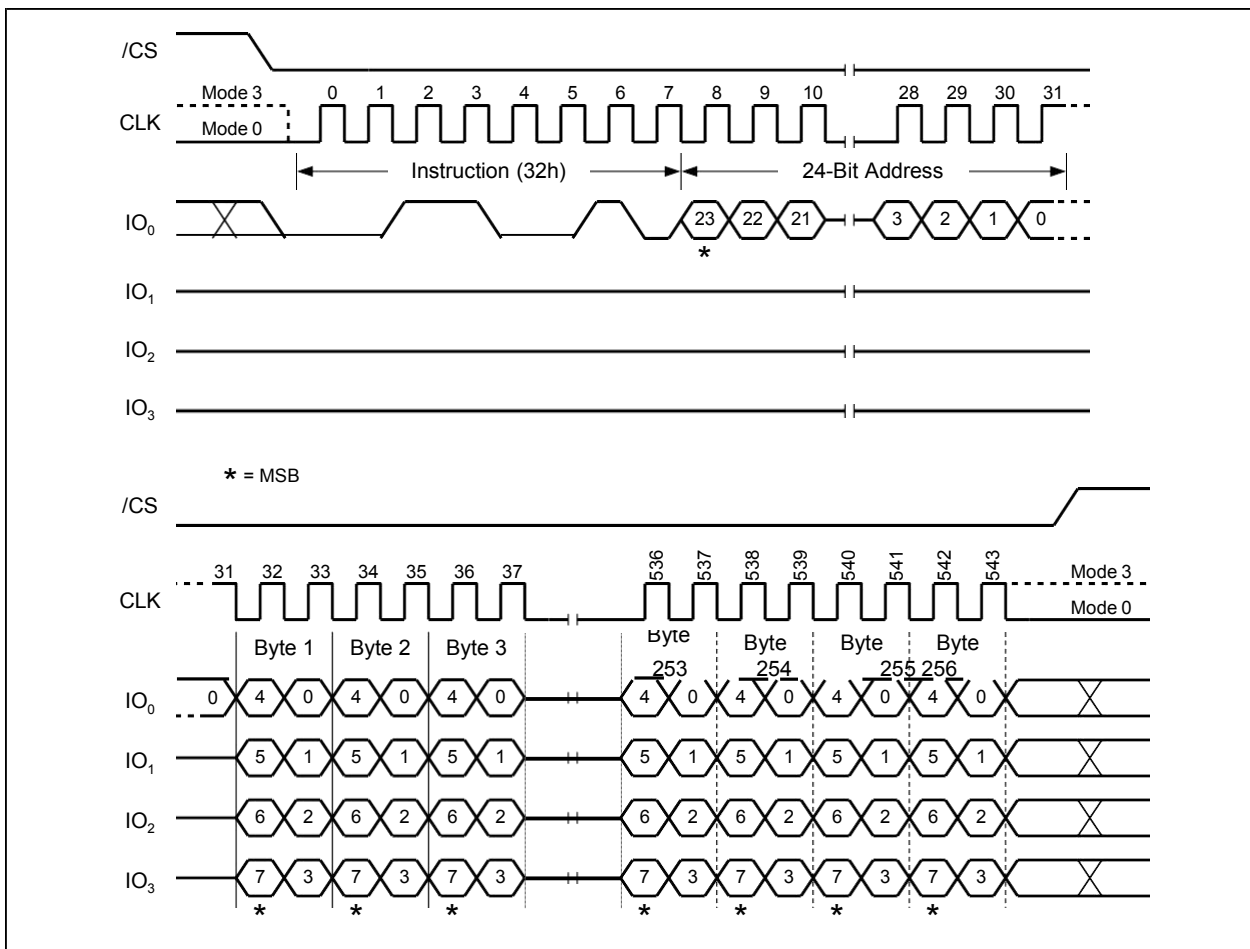 /CS
Mode 3 0 1 2 3 4 5 6 7 8 9 10 28 29 30 31
CLK
Mode 0
Instruction (32h) 24-Bit Address
IO0 23 22 21 3 2 1 0
*
IO1
IO2
IO3
* = MSB
/CS
31 32 33 34 35 36 37 536 537 538 539 540 541 542 543 Mode 3
CLK
Mode 0
Byte 1 Byte 2 Byte 3 Byte Byte Byte Byte
253 254 255 256
IO0 0 4 0 4 0 4 0 4 0 4 0 4 0 4 0
IO1 5 1 5 1 5 1 5 1 5 1 5 1 5 1
IO2 6 2 6 2 6 2 6 2 6 2 6 2 6 2
IO3 7 3 7 3 7 3 7 3 7 3 7 3 7 3
* * * * * * *